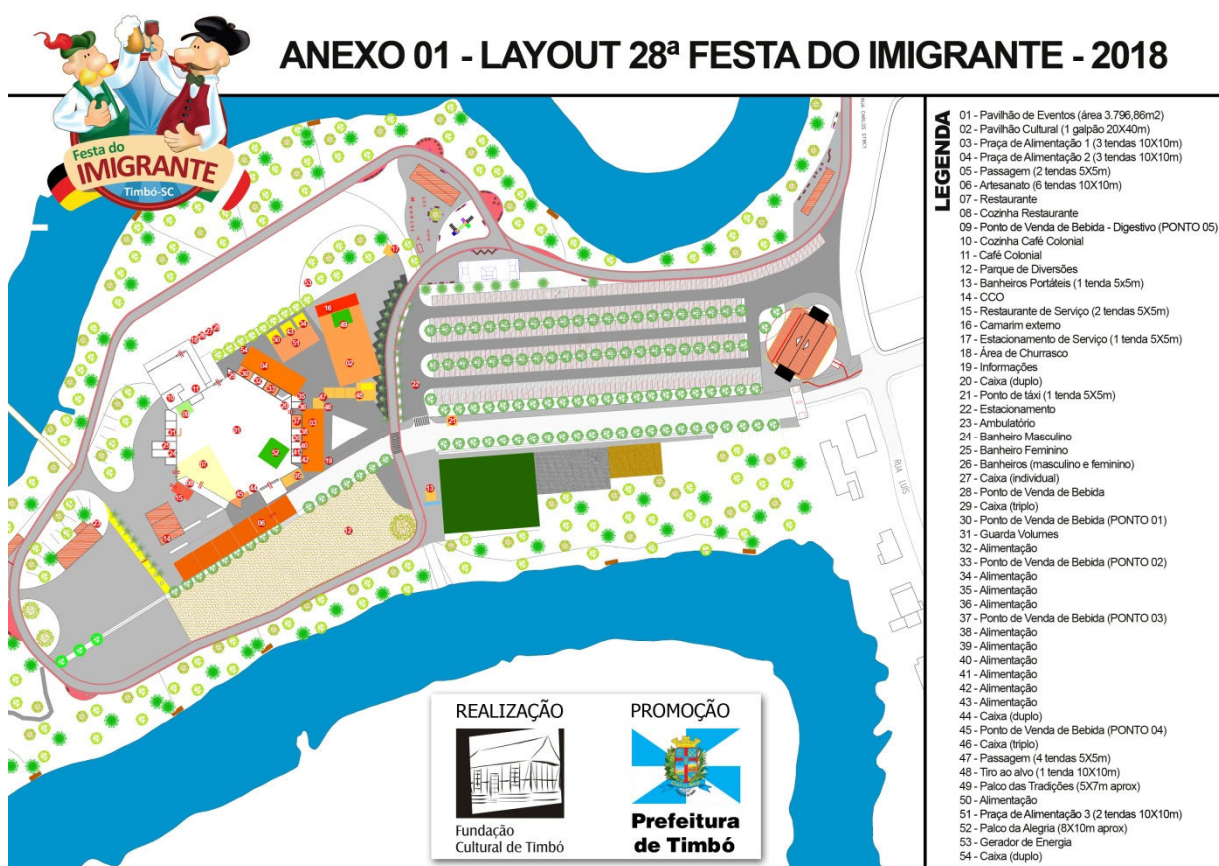 ANEXO 01 - LAYOUT 28ª FESTA DO IMIGRANTE - 2018
Festa do
IMIGRANTE
Timbó-SC
RUA LUIS
REALIZAÇÃO
Fundação
Cultural de Timbó
PROMOÇÃO
Prefeitura
de Timbó
LEGENDA
01 - Pavilhão de Eventos (área 3.796,86m2)
02 - Pavilhão Cultural (1 galpão 20X40m)
03 - Praça de Alimentação 1 (3 tendas 10X10m)
04 - Praça de Alimentação 2 (3 tendas 10X10m)
05 - Passagem (2 tendas 5X5m)
06 - Artesanato (6 tendas 10X10m)
07 - Restaurante
08 - Cozinha Restaurante
09 - Ponto de Venda de Bebida - Digestivo (PONTO 05)
10 - Cozinha Café Colonial
11 - Café Colonial
12 - Parque de Diversões
13 - Banheiros Portáteis (1 tenda 5x5m)
14 - CCO
15 - Restaurante de Serviço (2 tendas 5X5m)
16 - Camarim externo
17 - Estacionamento de Serviço (1 tenda 5X5m)
18 - Área de Churrasco
19 - Informações
20 - Caixa (duplo)
21 - Ponto de táxi (1 tenda 5X5m)
22 - Estacionamento
23 - Ambulatório
24 - Banheiro Masculino
25 - Banheiro Feminino
26 - Banheiros (masculino e feminino)
27 - Caixa (individual)
28 - Ponto de Venda de Bebida
29 - Caixa (triplo)
30 - Ponto de Venda de Bebida (PONTO 01)
31 - Guarda Volumes
32 - Alimentação
33 - Ponto de Venda de Bebida (PONTO 02)
34 - Alimentação
35 - Alimentação
36 - Alimentação
37 - Ponto de Venda de Bebida (PONTO 03)
38 - Alimentação
39 - Alimentação
40 - Alimentação
41 - Alimentação
42 - Alimentação
43 - Alimentação
44 - Caixa (duplo)
45 - Ponto de Venda de Bebida (PONTO 04)
46 - Caixa (triplo)
47 - Passagem (4 tendas 5X5m)
48 - Tiro ao alvo (1 tenda 10X10m)
49 - Palco das Tradições (5X7m aprox)
50 - Alimentação
51 - Praça de Alimentação 3 (2 tendas 10X10m)
52 - Palco da Alegria (8X10m aprox)
53 - Gerador de Energia
54 - Caixa (duplo)